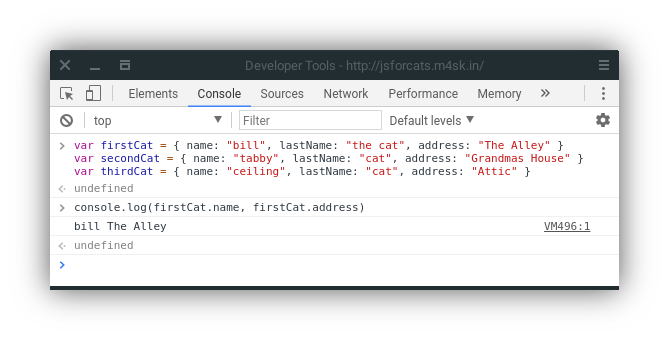 Developer Tools - http://jsforcats.m4sk.in/
Elements Console Sources Network Performance Memory »
top Filter Default levels
> var firstCat = { name: "bill", lastName: "the cat", address: "The Alley" }
var secondCat = { name: "tabby", lastName: "cat", address: "Grandmas House" }
var thirdCat = { name: "ceiling", lastName: "cat", address: "Attic" }
undefined
> console.log(firstCat.name, firstCat.address)
bill The Alley VM496:1
undefined
>